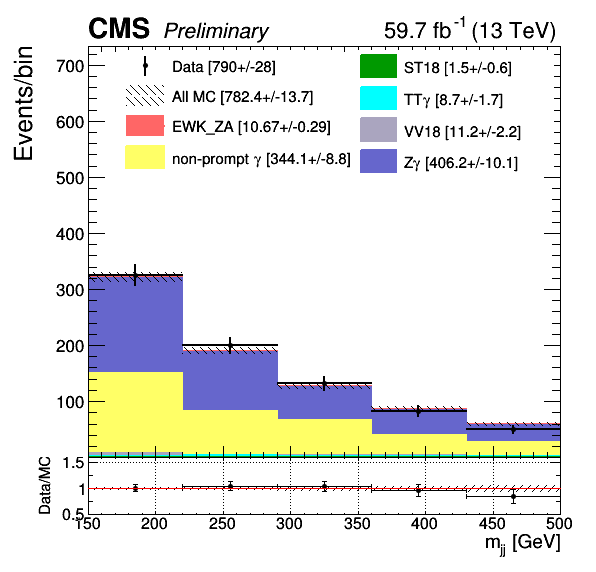 CMS Preliminary 59.7 fb⁻¹ (13 TeV)
Events/bin
Data [790+/-28]
All MC [782.4+/-13.7]
EWK_ZA [10.67+/-0.29]
non-prompt γ [344.1+/-8.8]
ST18 [1.5+/-0.6]
TTγ [8.7+/-1.7]
VV18 [11.2+/-2.2]
Zγ [406.2+/-10.1]
700
600
500
400
300
200
100
Data/MC
1.5
1
0.5
150 200 250 300 350 400 450 500
m_jj [GeV]